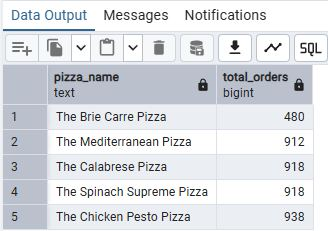 Data Output Messages Notifications
SQL
pizza_name total_orders
text bigint
1 The Brie Carre Pizza 480
2 The Mediterranean Pizza 912
3 The Calabrese Pizza 918
4 The Spinach Supreme Pizza 918
5 The Chicken Pesto Pizza 938